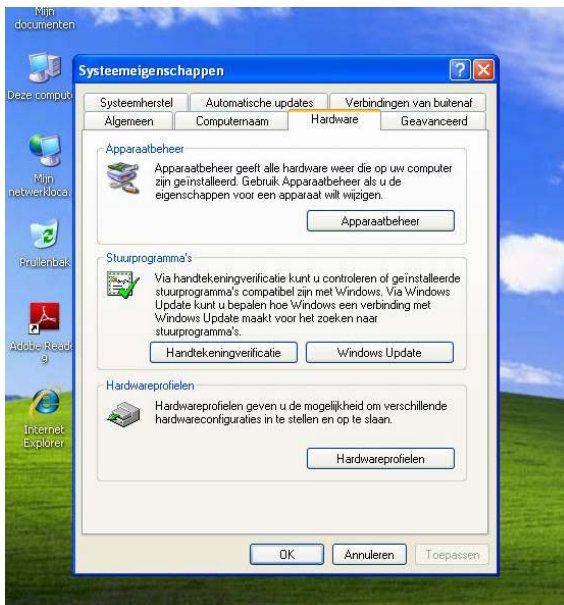 Mijn
documenten
Deze compute
Mijn
netwerkloca.
Prullenbak
Adobe Reade
9
Internet
Explorer
Systeemeigenschappen
Systeemherstel
Automatische updates
Verbindingen van buitenaf
Algemeen
Computernaam
Hardware
Geavanceerd
Apparaatbeheer
Apparaatbeheer geeft alle hardware weer die op uw computer
zijn geïnstalleerd. Gebruik Apparaatbeheer als u de
eigenschappen voor een apparaat wilt wijzigen.
Apparaatbeheer
Stuurprogramma's
Via handtekeningverificatie kunt u controleren of geïnstalleerde
stuurprogramma's compatibel zijn met Windows. Via Windows
Update kunt u bepalen hoe Windows een verbinding met
Windows Update maakt voor het zoeken naar
stuurprogramma's.
Handtekeningverificatie
Windows Update
Hardwareprofielen
Hardwareprofielen geven u de mogelijkheid om verschillende
hardwareconfiguraties in te stellen en op te slaan.
Hardwareprofielen
OK
Annuleren
Toepassen